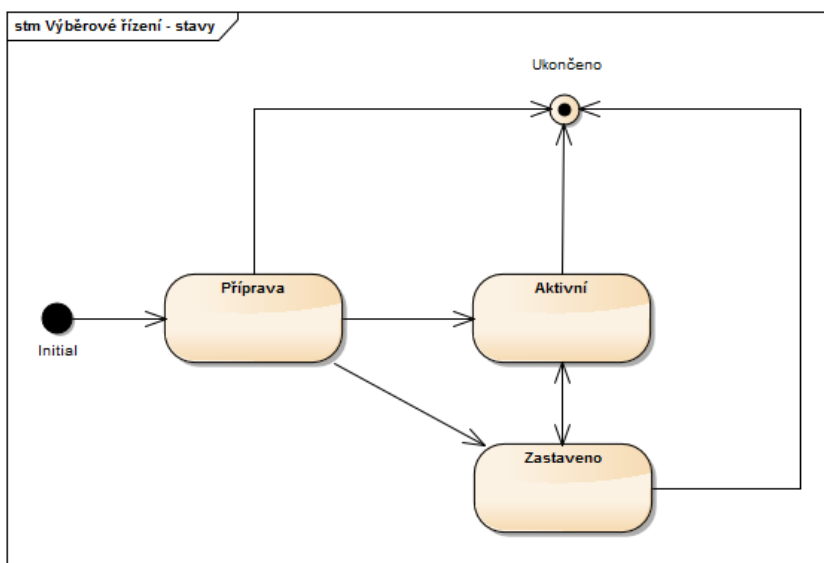 stm Výběrové řízení - stavy
Ukončeno
Příprava
Aktivní
Initial
Zastaveno